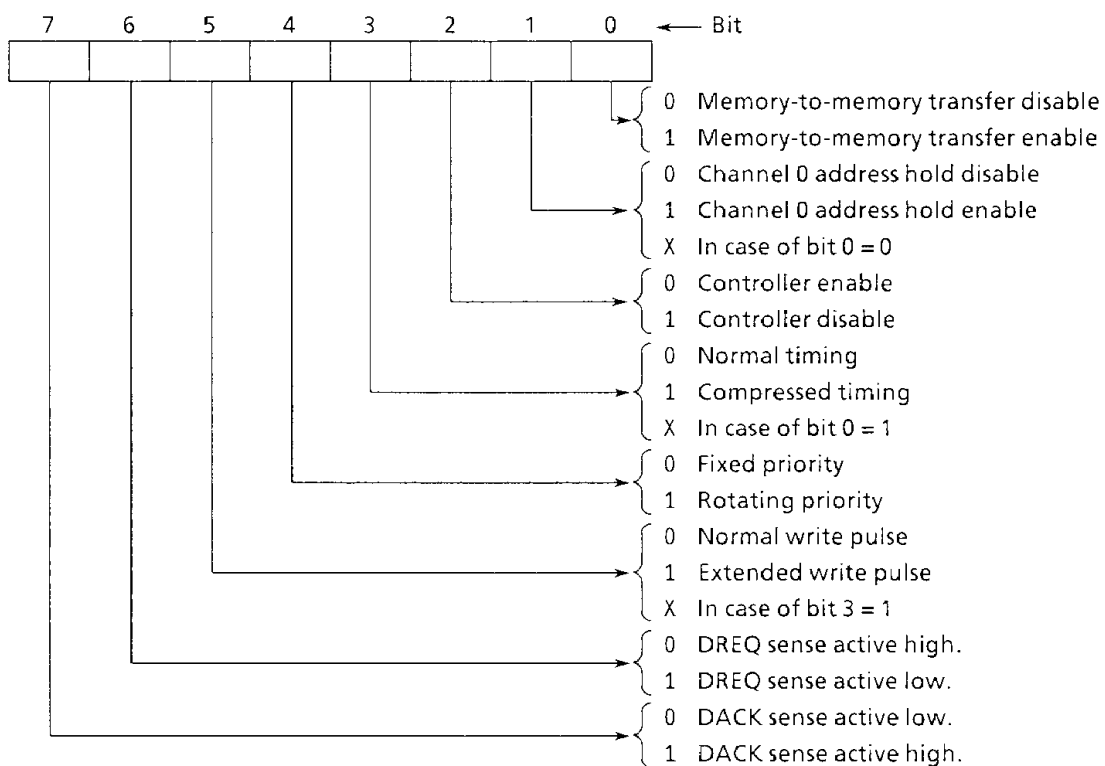 7 6 5 4 3 2 1 0 Bit
0 Memory-to-memory transfer disable
1 Memory-to-memory transfer enable
0 Channel 0 address hold disable
1 Channel 0 address hold enable
X In case of bit 0 = 0
0 Controller enable
1 Controller disable
0 Normal timing
1 Compressed timing
X In case of bit 0 = 1
0 Fixed priority
1 Rotating priority
0 Normal write pulse
1 Extended write pulse
X In case of bit 3 = 1
0 DREQ sense active high.
1 DREQ sense active low.
0 DACK sense active low.
1 DACK sense active high.